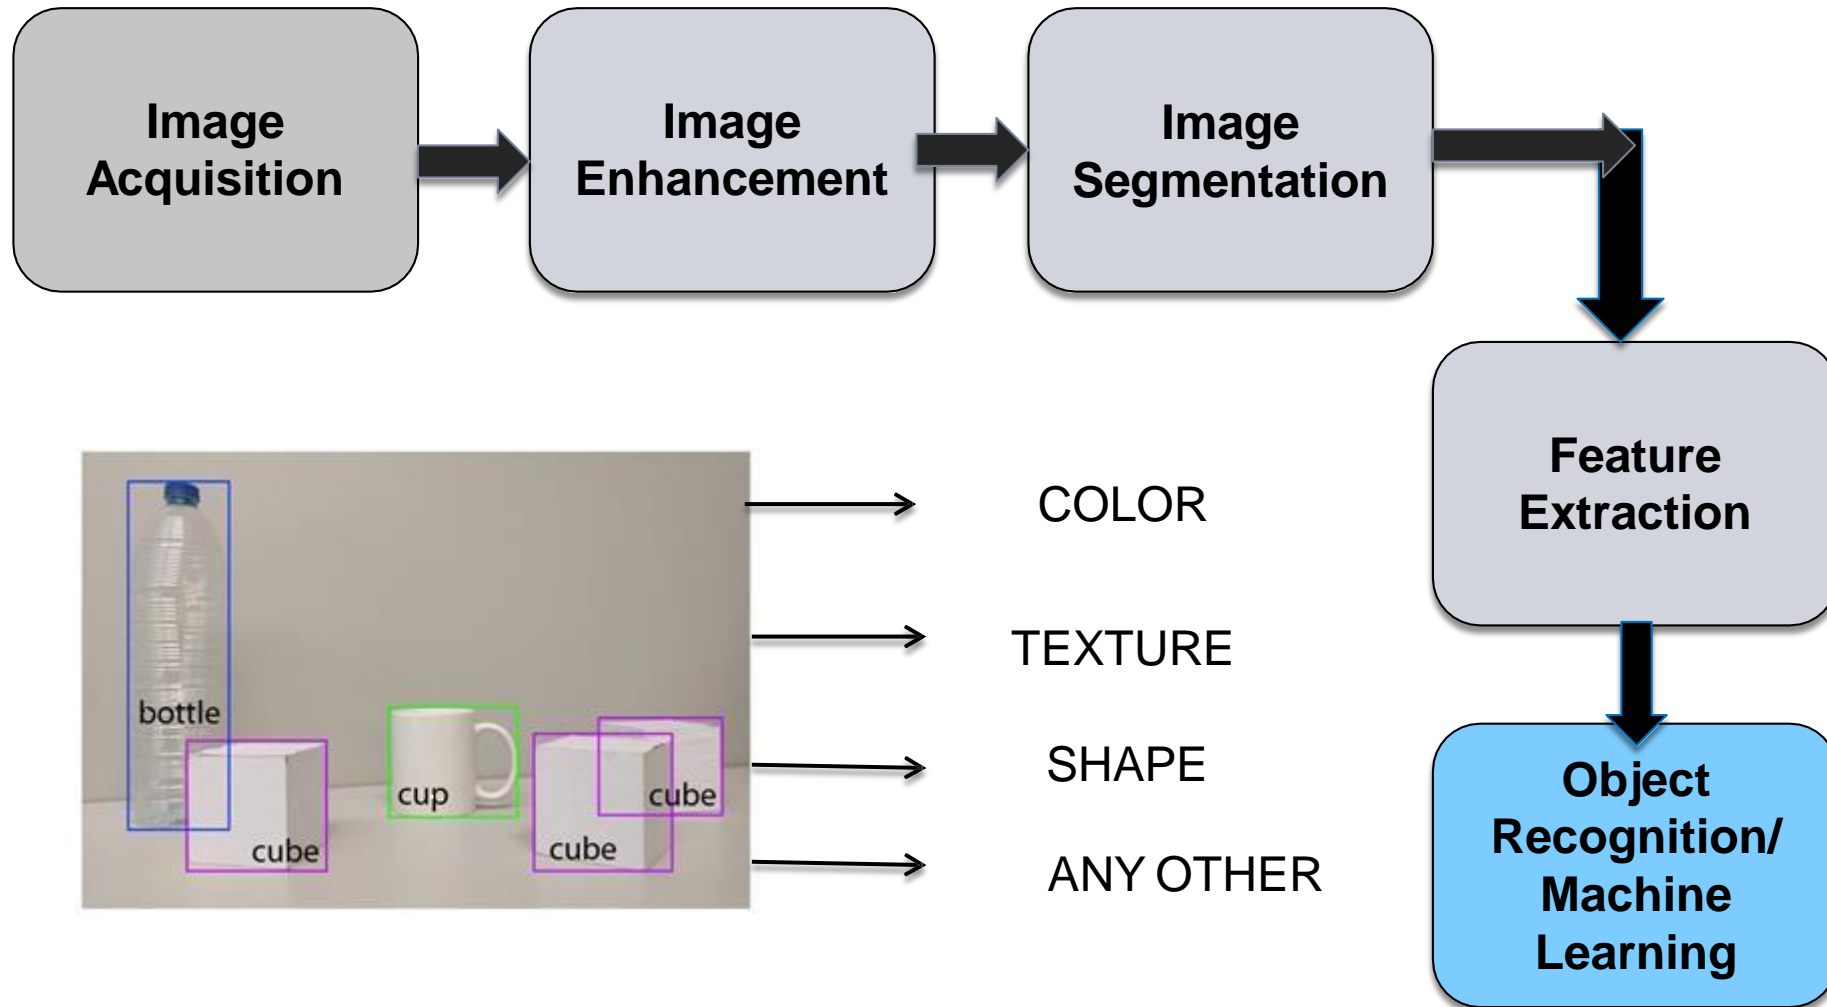 Image
Acquisition
Image
Enhancement
Image
Segmentation
Feature
Extraction
Object
Recognition/
Machine
Learning
COLOR
TEXTURE
SHAPE
ANY OTHER
bottle
cube
cup
cube
cube